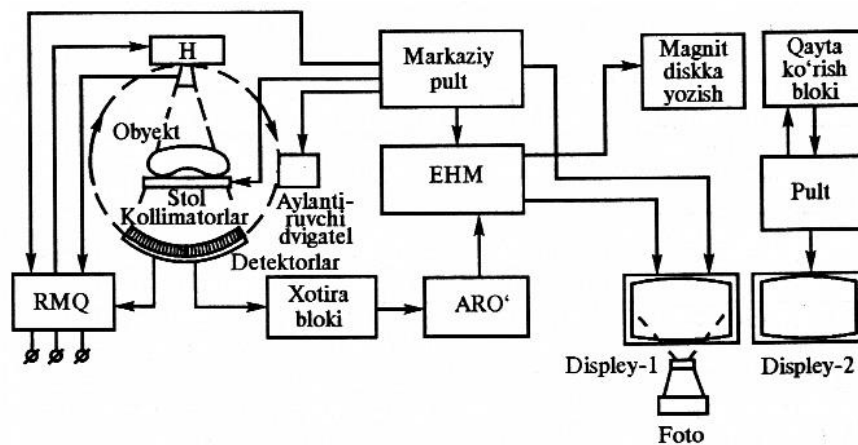 H
Markaziy
pult
Magnit
diskka
yozish
Qayta
ko‘rish
bloki
Obyekt
EHM
Pult
Stol
Kollimatorlar
Aylanti-
ruvchi
dvigatel
Detektorlar
RMQ
Xotira
bloki
ARO‘
Displey-1
Displey-2
Foto